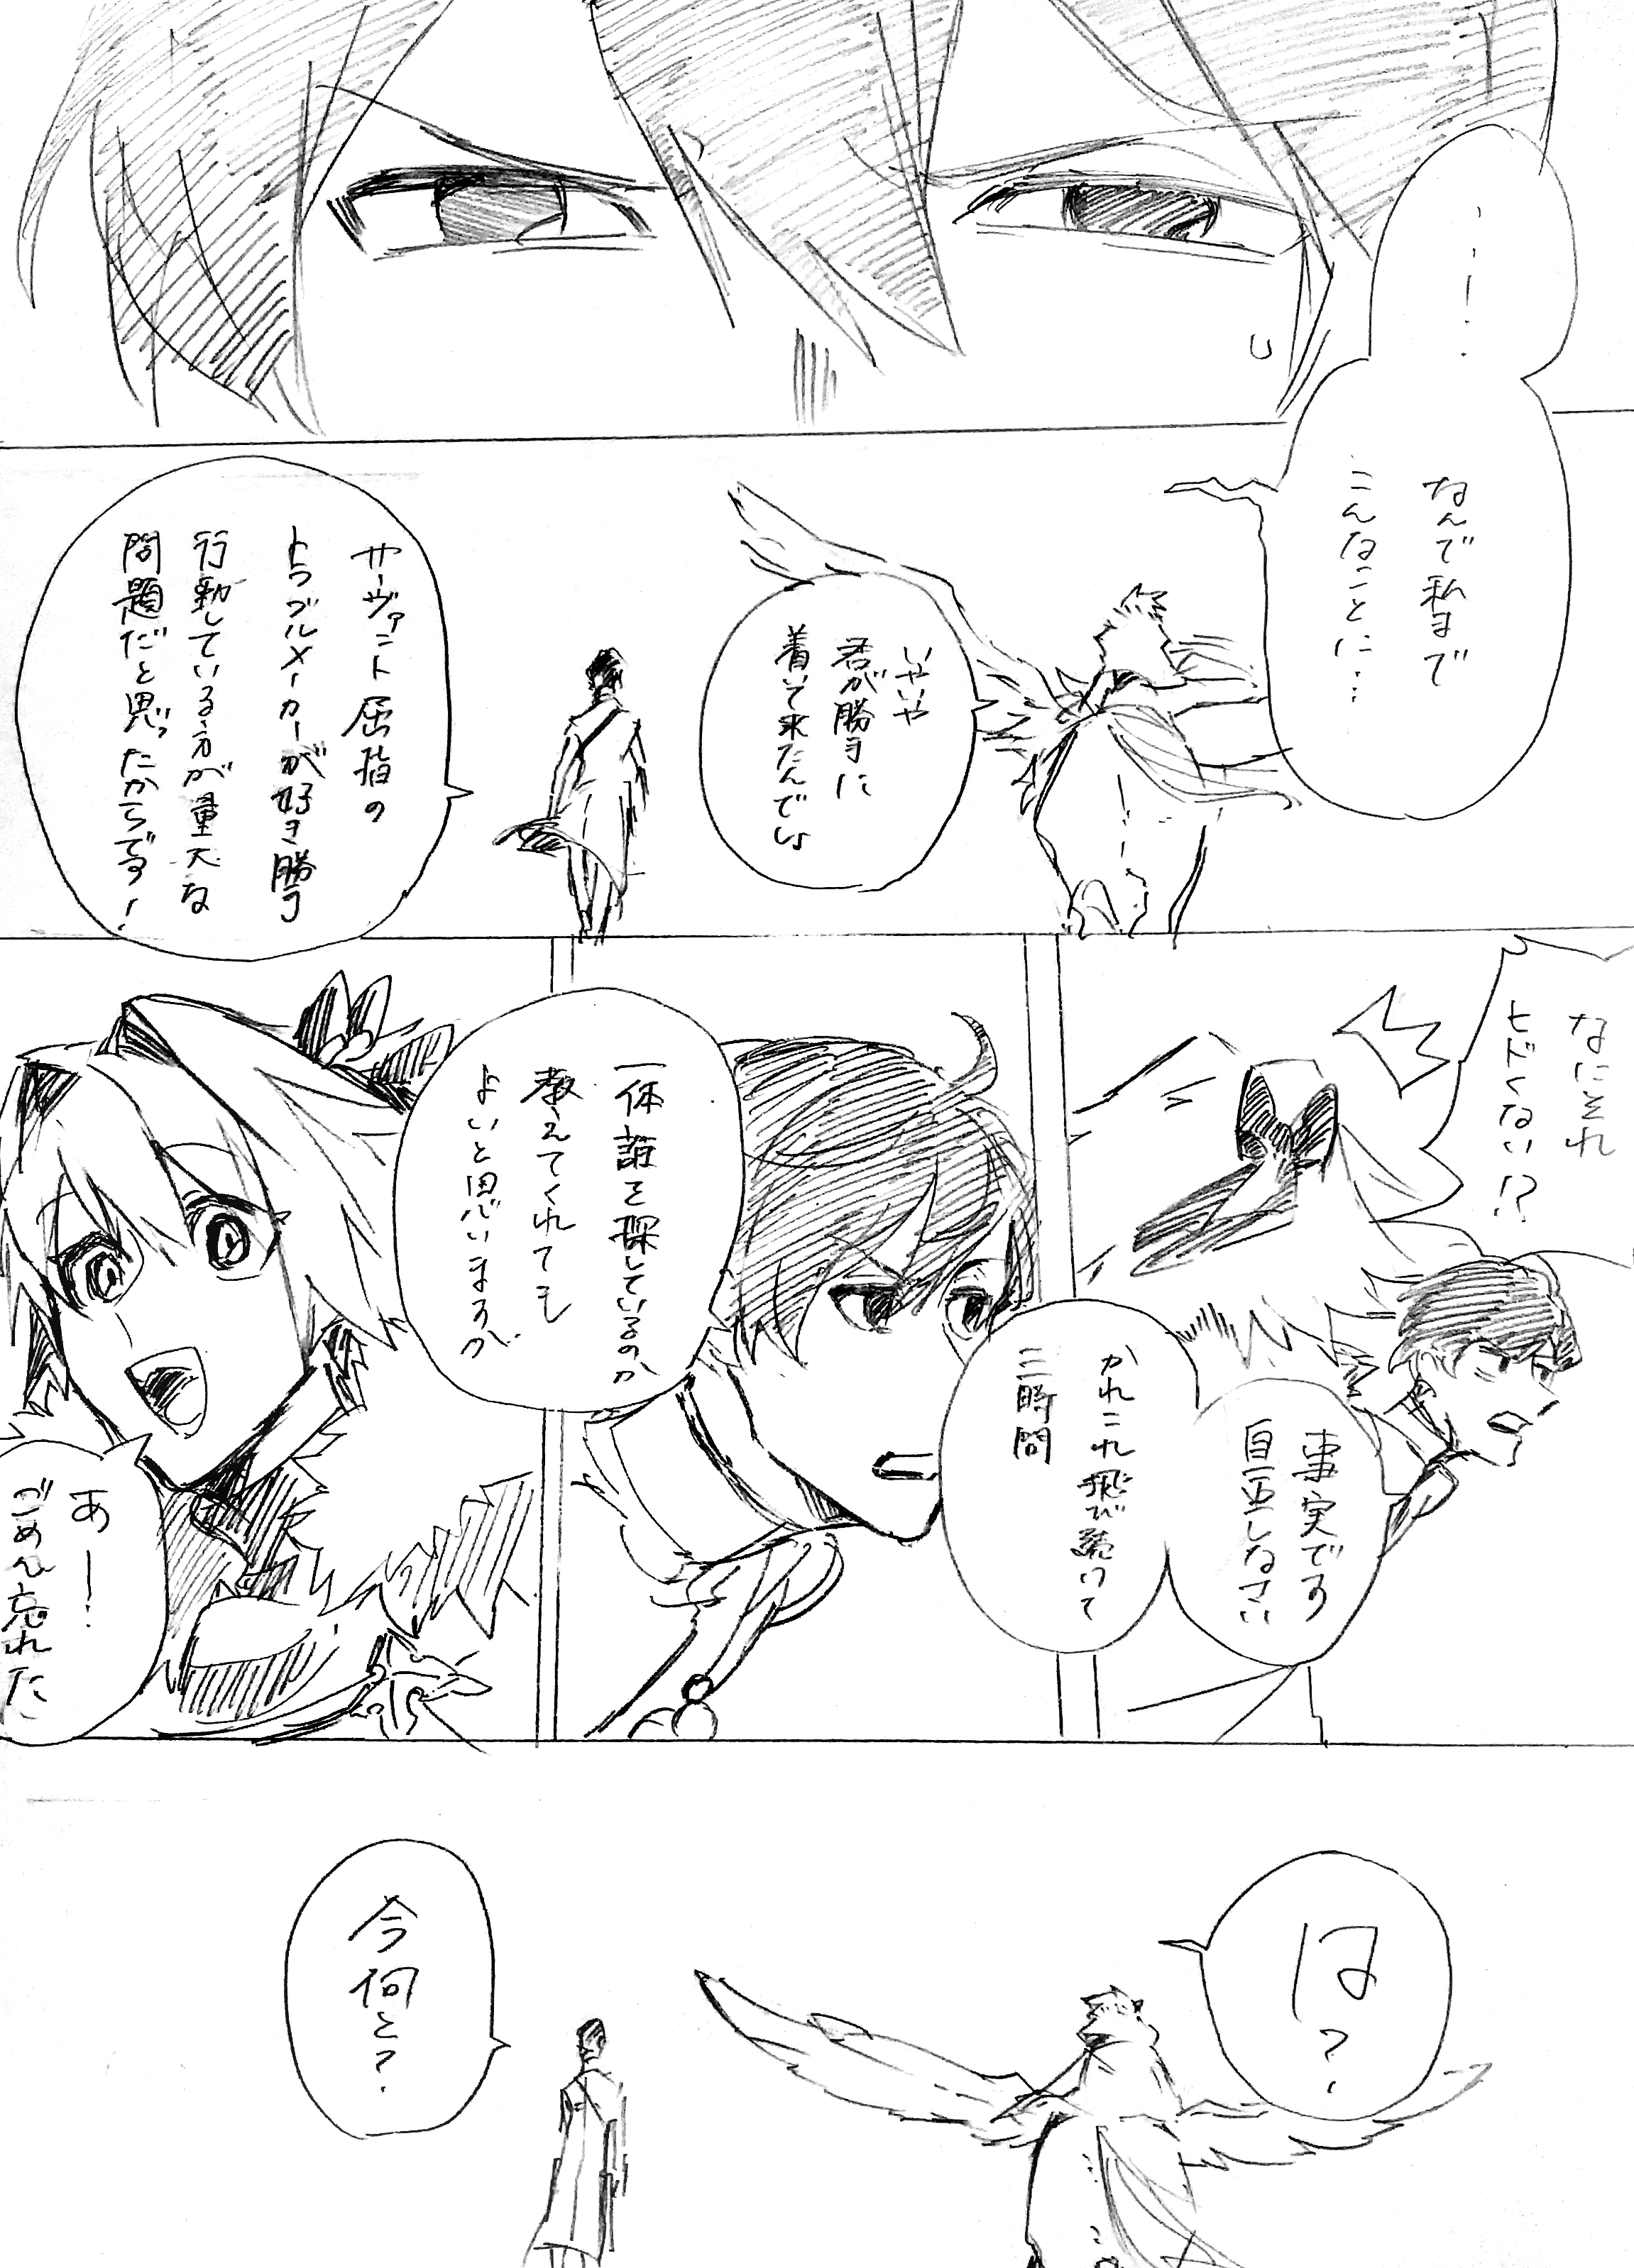 …ー．
なんで私まで
こんなことに…
いやいや
君が勝手に
着いて来たんでしょ
サーヴァント屈指の
トラブルメーカーが好き勝手
行動している方が重大な
問題だと思ったからです！
なにそれ
ヒドくない!?
事実です
自重しなさい
かれこれ飛び続けて
三時間
一体誰を探しているのか
教えてくれても
よいと思いますが
あー．
ごめん忘れた
は？
今何と？